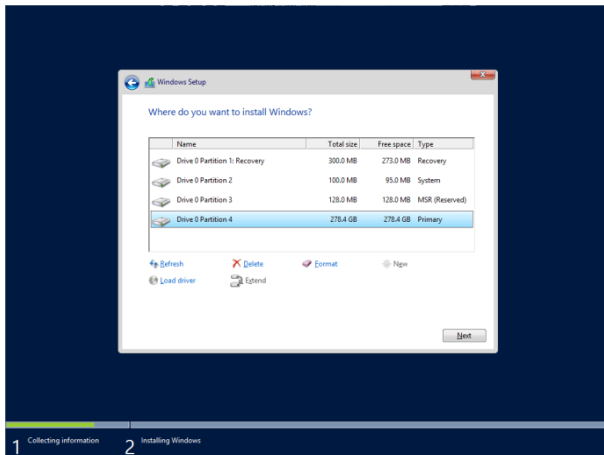 Windows Setup
Where do you want to install Windows?
Name Total size Free space Type
Drive 0 Partition 1: Recovery 300.0 MB 273.0 MB Recovery
Drive 0 Partition 2 100.0 MB 95.0 MB System
Drive 0 Partition 3 128.0 MB 128.0 MB MSR (Reserved)
Drive 0 Partition 4 278.4 GB 278.4 GB Primary
Refresh Delete Format New
Load driver Extend
Next
1 Collecting information 2 Installing Windows